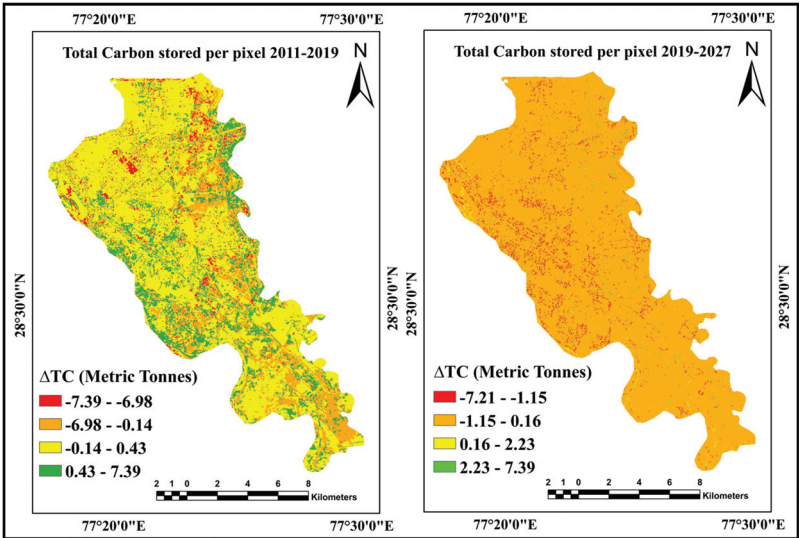 77°20'0"E
77°30'0"E
Total Carbon stored per pixel 2011-2019
N
28°30'0"N
28°30'0"N
ΔTC (Metric Tonnes)
-7.39 - -6.98
-6.98 - -0.14
-0.14 - 0.43
0.43 - 7.39
2 1 0 2 4 6 8
Kilometers
77°20'0"E
77°30'0"E
77°20'0"E
77°30'0"E
Total Carbon stored per pixel 2019-2027
N
28°30'0"N
28°30'0"N
ΔTC (Metric Tonnes)
-7.21 - -1.15
-1.15 - 0.16
0.16 - 2.23
2.23 - 7.39
2 1 0 2 4 6 8
Kilometers
77°20'0"E
77°30'0"E